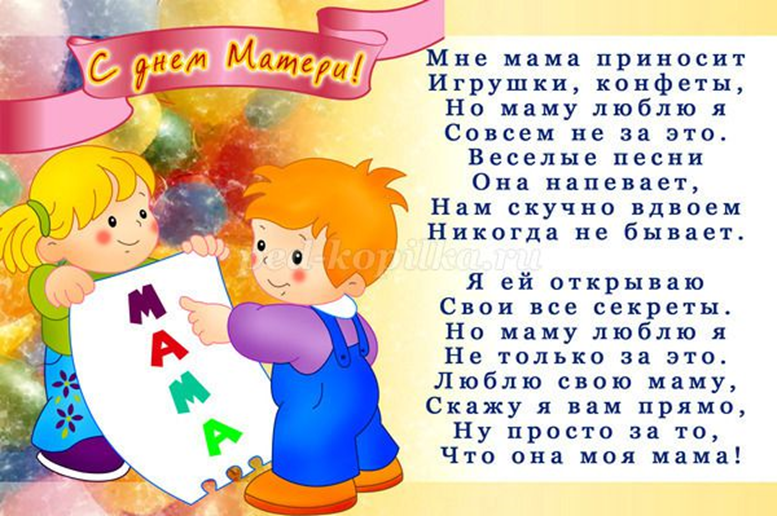 С днем Матери!
Мне мама приносит
Игрушки, конфеты,
Но маму люблю я
Совсем не за это.
Веселые песни
Она напевает,
Нам скучно вдвоем
Никогда не бывает.
Я ей открываю
Свои все секреты.
Но маму люблю я
Не только за это.
Люблю свою маму,
Скажу я вам прямо,
Ну просто за то,
Что она моя мама!
М
А
М
А
ped-kopilka.ru